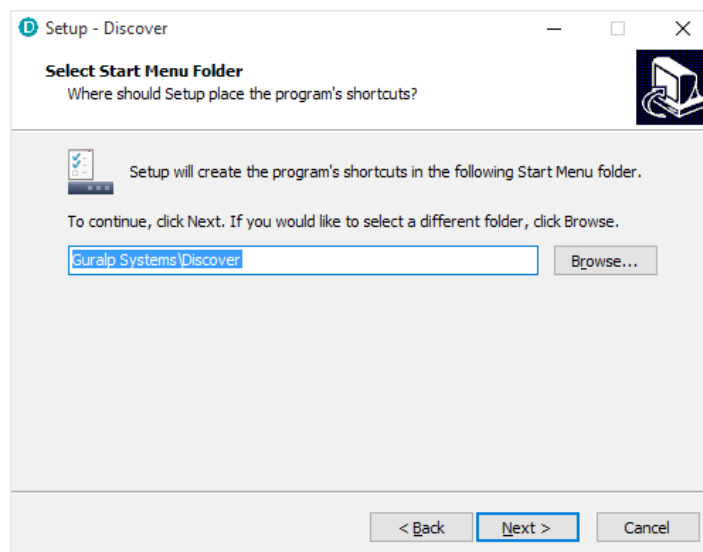 Setup - Discover
Select Start Menu Folder
Where should Setup place the program's shortcuts?
Setup will create the program's shortcuts in the following Start Menu folder.
To continue, click Next. If you would like to select a different folder, click Browse.
Guralp Systems\Discover
Browse...
< Back
Next >
Cancel